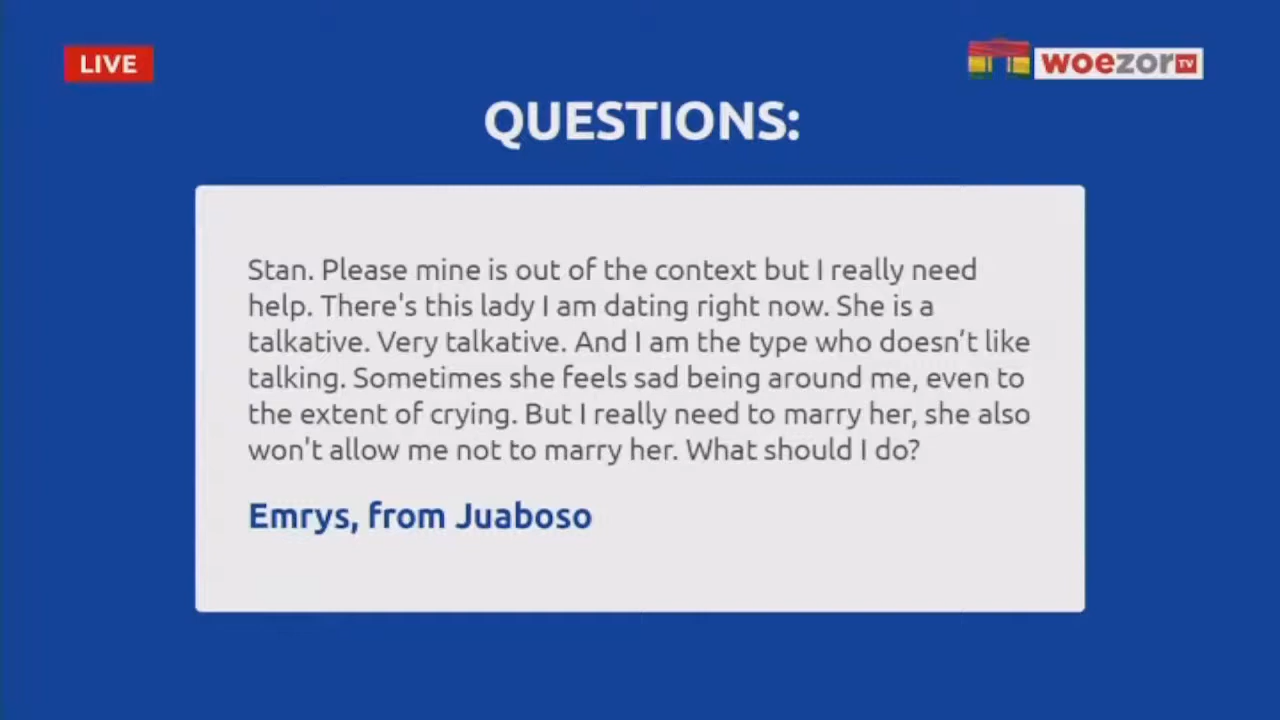 LIVE
woezor TV
QUESTIONS:
Stan. Please mine is out of the context but I really need
help. There's this lady I am dating right now. She is a
talkative. Very talkative. And I am the type who doesn’t like
talking. Sometimes she feels sad being around me, even to
the extent of crying. But I really need to marry her, she also
won't allow me not to marry her. What should I do?
Emrys, from Juaboso